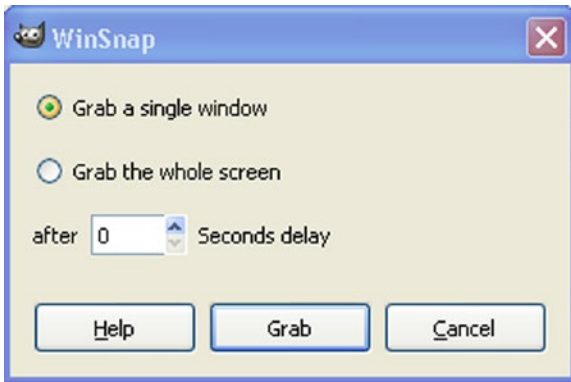 WinSnap
Grab a single window
Grab the whole screen
after 0 Seconds delay
Help Grab Cancel